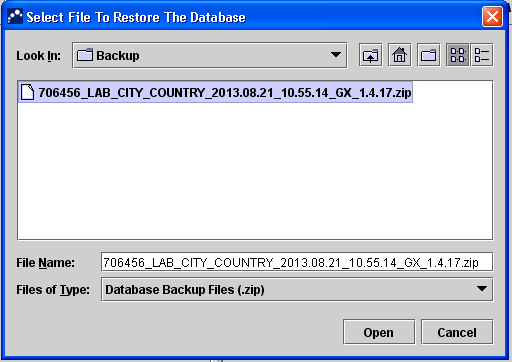 Select File To Restore The Database
Look In: Backup
706456_LAB_CITY_COUNTRY_2013.08.21_10.55.14_GX_1.4.17.zip
File Name: 706456_LAB_CITY_COUNTRY_2013.08.21_10.55.14_GX_1.4.17.zip
Files of Type: Database Backup Files (.zip)
Open Cancel